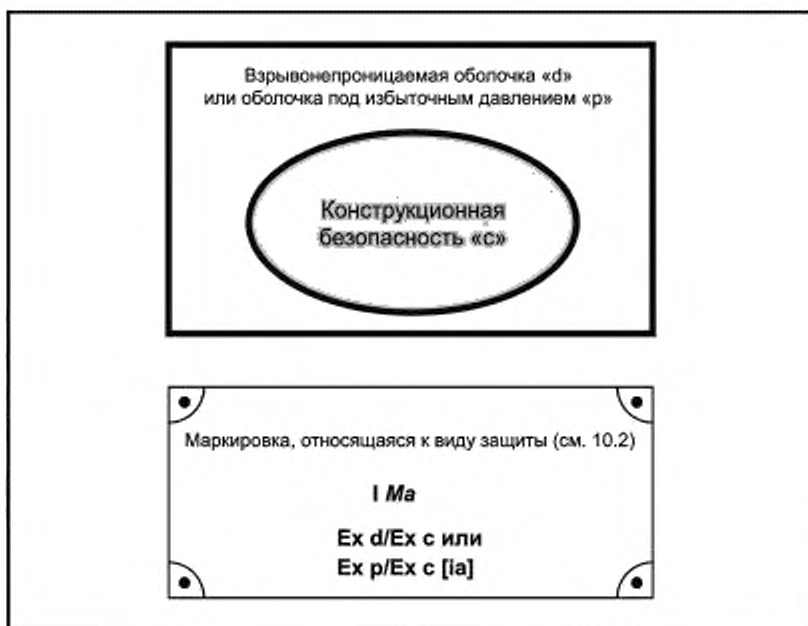 Взрывонепроницаемая оболочка «d»
или оболочка под избыточным давлением «p»
Конструкционная
безопасность «с»
Маркировка, относящаяся к виду защиты (см. 10.2)
I Ma
Ex d/Ex c или
Ex p/Ex c [ia]